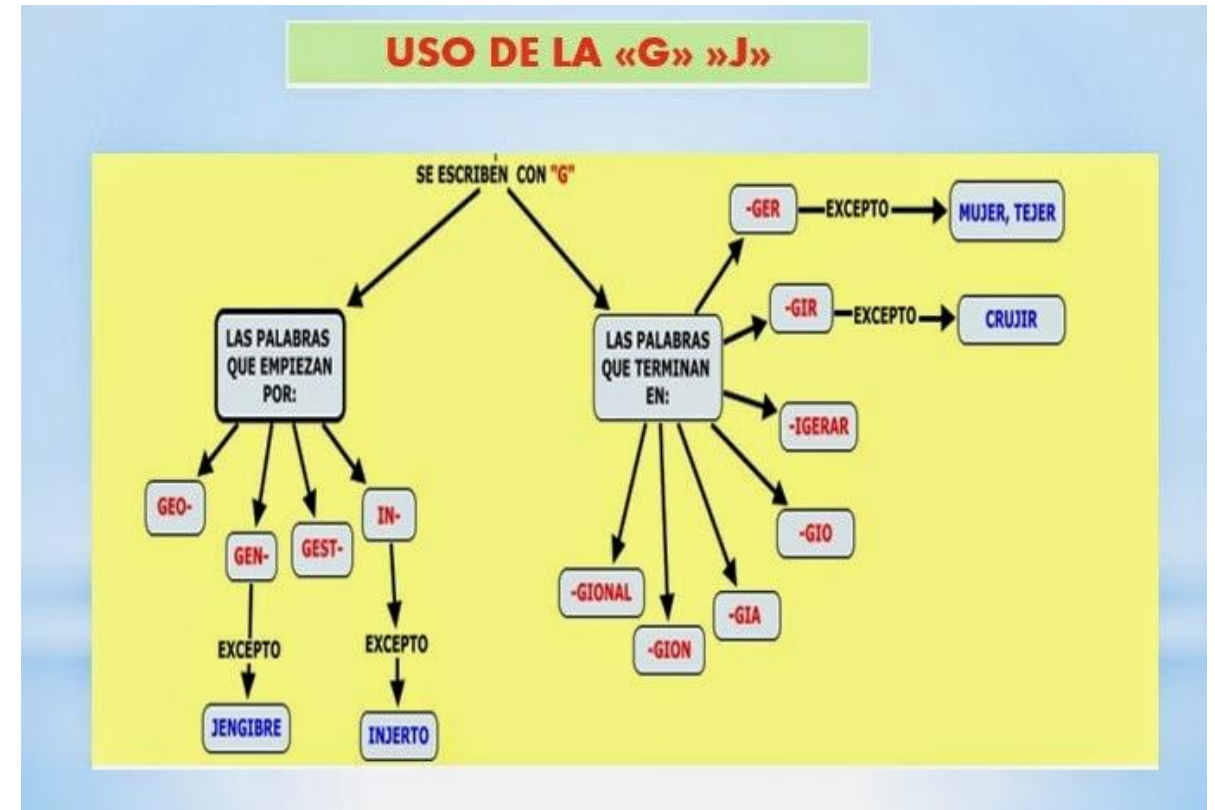 USO DE LA «G» »J»
SE ESCRIBÉN CON "G"
LAS PALABRAS
QUE EMPIEZAN
POR:
GEO-
GEN-
EXCEPTO
JENGIBRE
GEST-
IN-
EXCEPTO
INJERTO
LAS PALABRAS
QUE TERMINAN
EN:
-GER
EXCEPTO
MUJER, TEJER
-GIR
EXCEPTO
CRUJIR
-IGERAR
-GIO
-GIA
-GION
-GIONAL